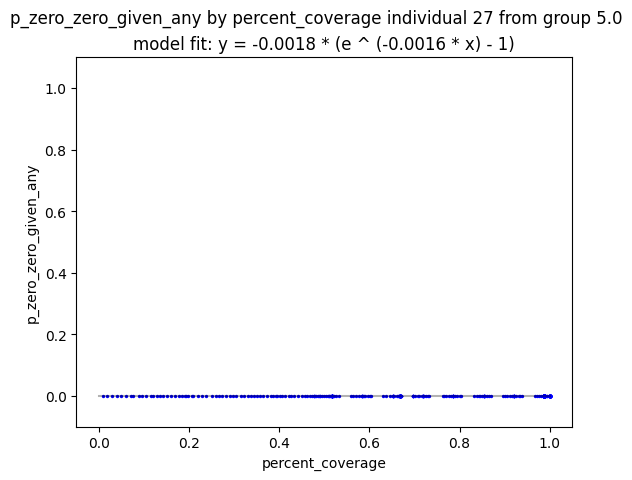 p_zero_zero_given_any by percent_coverage individual 27 from group 5.0
model fit: y = -0.0018 * (e ^ (-0.0016 * x) - 1)
1.0
0.8
0.6
0.4
0.2
0.0
p_zero_zero_given_any
0.0 0.2 0.4 0.6 0.8 1.0
percent_coverage